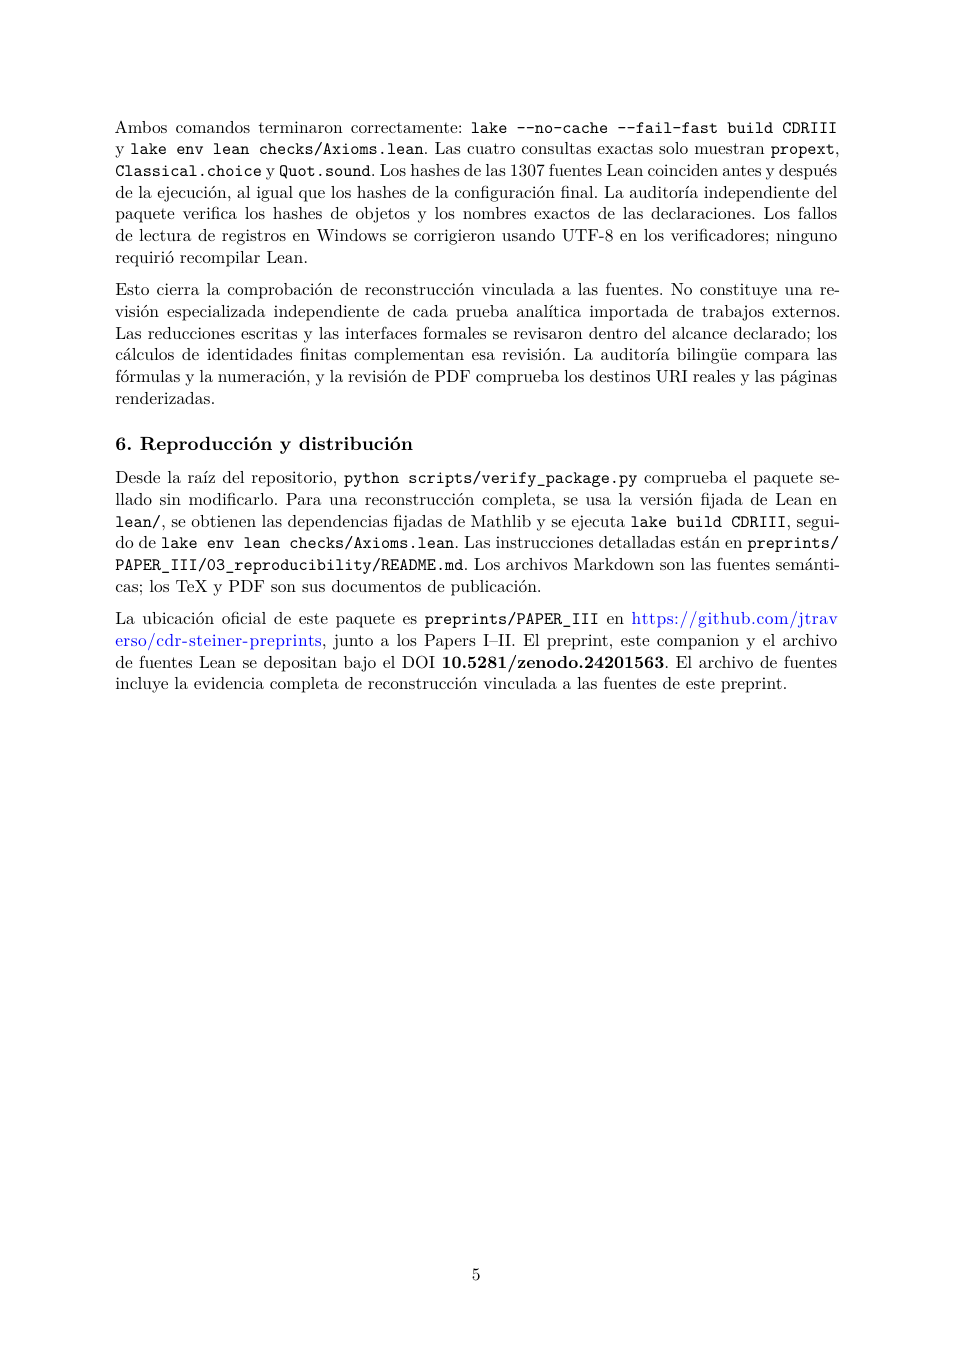 Ambos comandos terminaron correctamente: lake --no-cache --fail-fast build CDRIII
y lake env lean checks/Axioms.lean. Las cuatro consultas exactas solo muestran propext,
Classical.choice y Quot.sound. Los hashes de las 1307 fuentes Lean coinciden antes y después
de la ejecución, al igual que los hashes de la configuración final. La auditoría independiente del
paquete verifica los hashes de objetos y los nombres exactos de las declaraciones. Los fallos
de lectura de registros en Windows se corrigieron usando UTF-8 en los verificadores; ninguno
requirió recompilar Lean.
Esto cierra la comprobación de reconstrucción vinculada a las fuentes. No constituye una re-
visión especializada independiente de cada prueba analítica importada de trabajos externos.
Las reducciones escritas y las interfaces formales se revisaron dentro del alcance declarado; los
cálculos de identidades finitas complementan esa revisión. La auditoría bilingüe compara las
fórmulas y la numeración, y la revisión de PDF comprueba los destinos URI reales y las páginas
renderizadas.
6. Reproducción y distribución
Desde la raíz del repositorio, python scripts/verify_package.py comprueba el paquete se-
llado sin modificarlo. Para una reconstrucción completa, se usa la versión fijada de Lean en
lean/, se obtienen las dependencias fijadas de Mathlib y se ejecuta lake build CDRIII, segui-
do de lake env lean checks/Axioms.lean. Las instrucciones detalladas están en preprints/
PAPER_III/03_reproducibility/README.md. Los archivos Markdown son las fuentes semánti-
cas; los TeX y PDF son sus documentos de publicación.
La ubicación oficial de este paquete es preprints/PAPER_III en https://github.com/jtrav
erso/cdr-steiner-preprints, junto a los Papers I–II. El preprint, este companion y el archivo
de fuentes Lean se depositan bajo el DOI 10.5281/zenodo.24201563. El archivo de fuentes
incluye la evidencia completa de reconstrucción vinculada a las fuentes de este preprint.
5